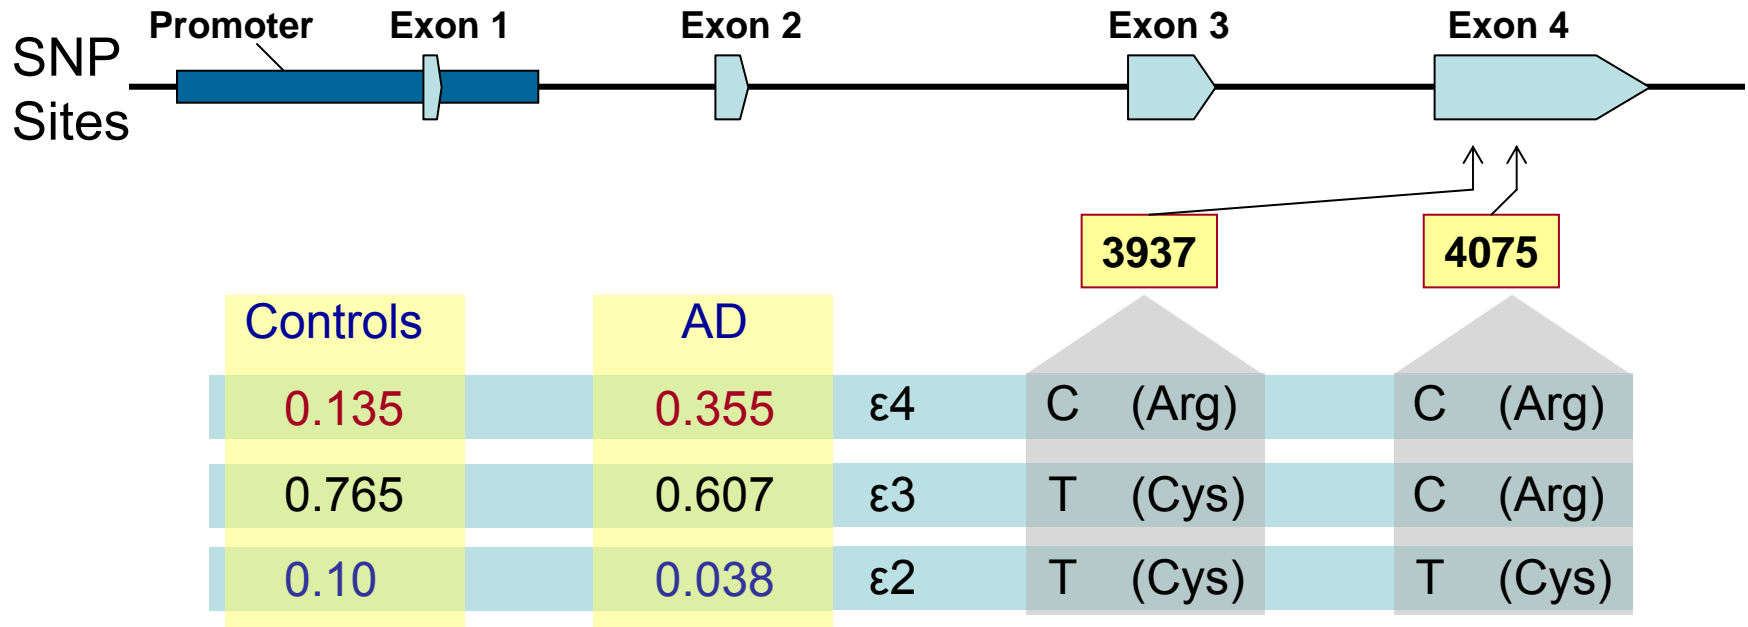 Promoter Exon 1 Exon 2 Exon 3 Exon 4
SNP
Sites
3937 4075
Controls AD
0.135 0.355 ε4 C (Arg) C (Arg)
0.765 0.607 ε3 T (Cys) C (Arg)
0.10 0.038 ε2 T (Cys) T (Cys)